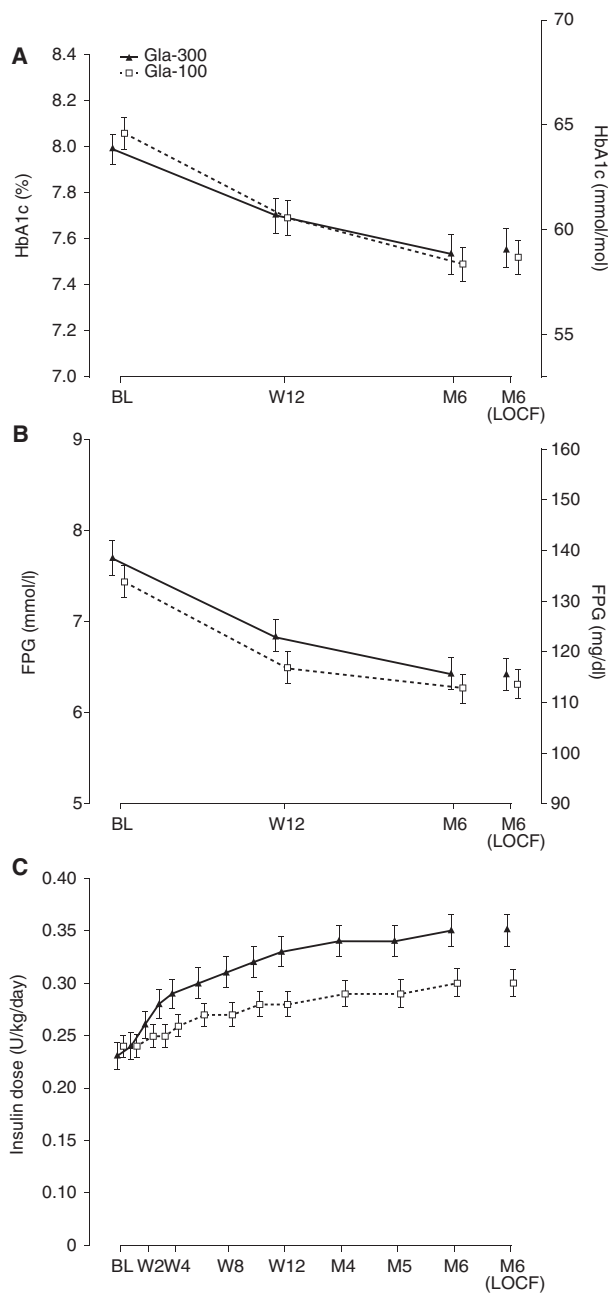 A
Gla-300
Gla-100
HbA1c (%)
8.4
8.2
8.0
7.8
7.6
7.4
7.2
7.0
HbA1c (mmol/mol)
70
65
60
55
BL
W12
M6
M6
(LOCF)
B
FPG (mmol/l)
9
8
7
6
5
FPG (mg/dl)
160
150
140
130
120
110
100
90
BL
W12
M6
M6
(LOCF)
C
Insulin dose (U/kg/day)
0.40
0.35
0.30
0.25
0.20
0.30
0.10
0
BL
W2
W4
W8
W12
M4
M5
M6
M6
(LOCF)